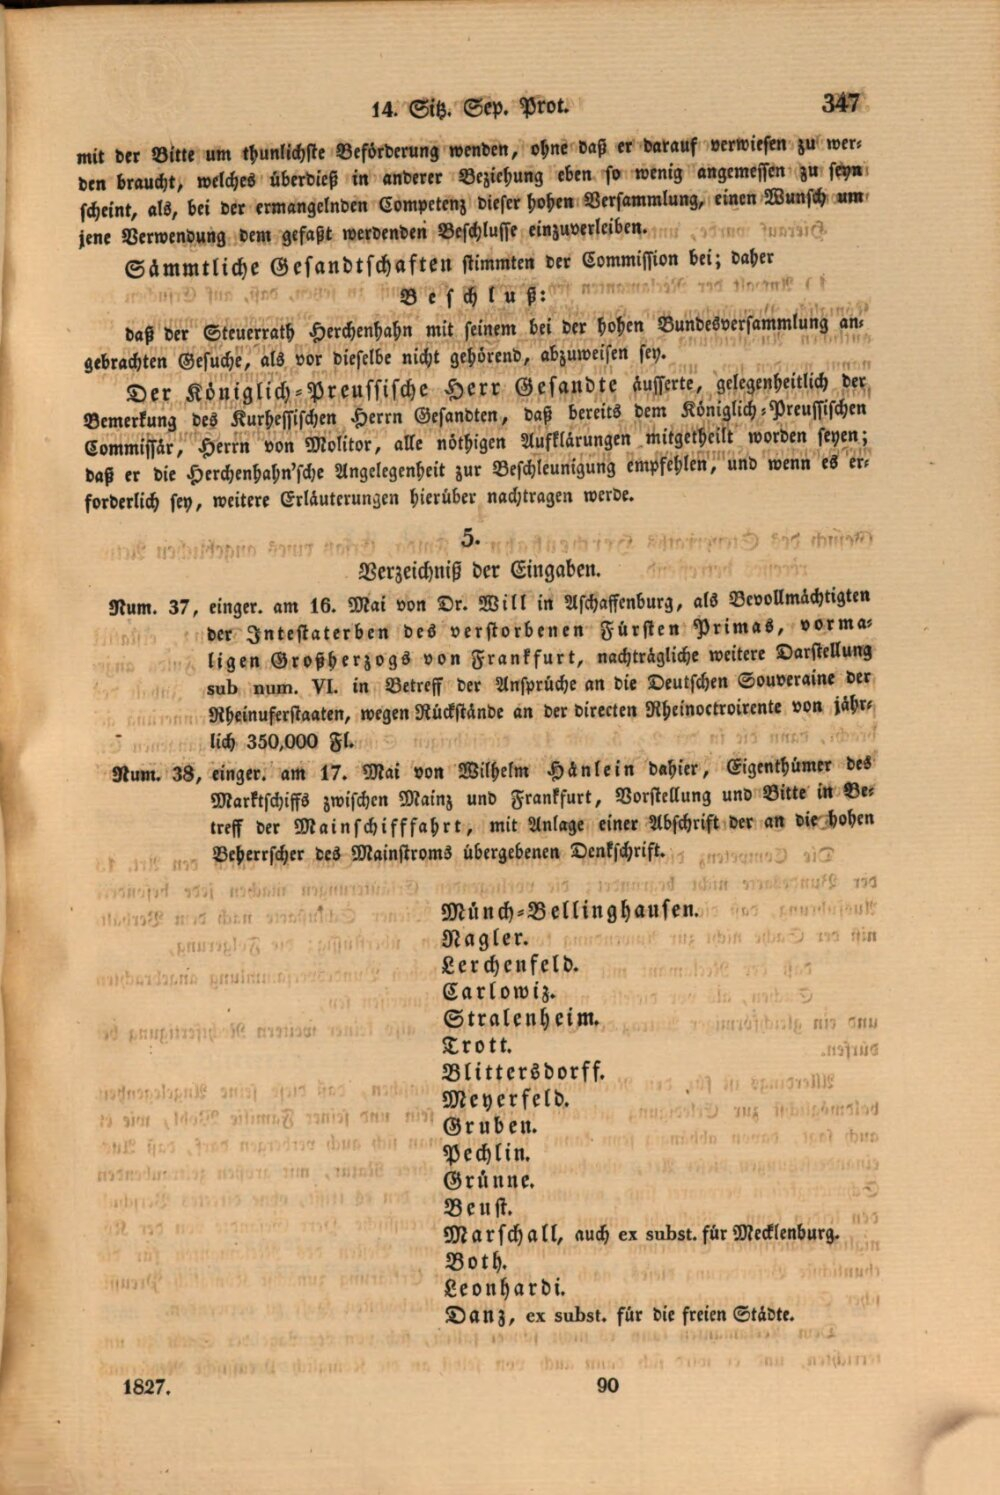 14. Sitz. Sep. Prot. 347
mit der Bitte um thunlichste Beförderung wenden, ohne daß er darauf verwiesen zu wer-
den braucht, welches überdieß in anderer Beziehung eben so wenig angemessen zu seyn
scheint, als, bei der ermangelnden Competenz dieser hohen Versammlung, einen Wunsch um
jene Verwendung dem gefaßt werdenden Beschlusse einzuverleiben.
Sämmtliche Gesandtschaften stimmten der Commission bei; daher
Beschluß:
daß der Steuerrath Herchenhahn mit seinem bei der hohen Bundesversammlung an-
gebrachten Gesuche, als vor dieselbe nicht gehörend, abzuweisen sey.
Der Königlich-Preussische Herr Gesandte äusserte, gelegenheitlich der
Bemerkung des Kurhessischen Herrn Gesandten, daß bereits dem Königlich-Preussischen
Commissär, Herrn von Molitor, alle nöthigen Aufklärungen mitgetheilt worden seyen;
daß er die Herchenhahn'sche Angelegenheit zur Beschleunigung empfehlen, und wenn es er-
forderlich sey, weitere Erläuterungen hierüber nachtragen werde.
5.
Verzeichniß der Eingaben.
Num. 37, einger. am 16. Mai von Dr. Will in Aschaffenburg, als Bevollmächtigten
der Intestaterben des verstorbenen Fürsten Primas, vorma-
ligen Großherzogs von Frankfurt, nachträgliche weitere Darstellung
sub num. VI. in Betreff der Ansprüche an die Deutschen Souveraine der
Rheinuferstaaten, wegen Rückstände an der directen Rheinoctroirente von jähr-
lich 350,000 Fl.
Num. 38, einger. am 17. Mai von Wilhelm Hänlein dahier, Eigenthümer des
Marktschiffs zwischen Mainz und Frankfurt, Vorstellung und Bitte in Be-
treff der Mainschifffahrt, mit Anlage einer Abschrift der an die hohen
Beherrscher des Mainstroms übergebenen Denkschrift.
Münch-Bellinghausen.
Nagler.
Lerchenfeld.
Carlowiz.
Stralenheim.
Trott.
Blittersdorff.
Meyerfeld.
Gruben.
Pechlin.
Grünne.
Beust.
Marschall, auch ex subst. für Mecklenburg.
Both.
Leonhardi.
Danz, ex subst. für die freien Städte.
1827. 90